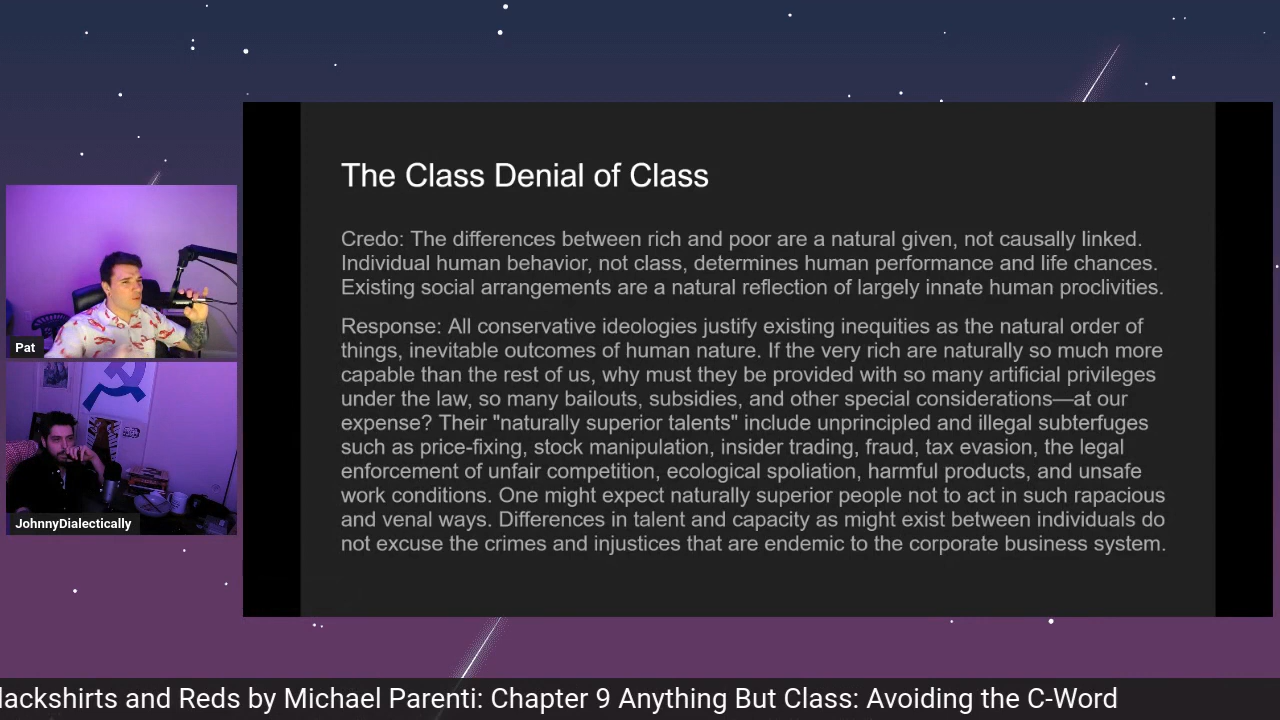 The Class Denial of Class
Credo: The differences between rich and poor are a natural given, not causally linked.
Individual human behavior, not class, determines human performance and life chances.
Existing social arrangements are a natural reflection of largely innate human proclivities.
Response: All conservative ideologies justify existing inequities as the natural order of
things, inevitable outcomes of human nature. If the very rich are naturally so much more
capable than the rest of us, why must they be provided with so many artificial privileges
under the law, so many bailouts, subsidies, and other special considerations—at our
expense? Their "naturally superior talents" include unprincipled and illegal subterfuges
such as price-fixing, stock manipulation, insider trading, fraud, tax evasion, the legal
enforcement of unfair competition, ecological spoliation, harmful products, and unsafe
work conditions. One might expect naturally superior people not to act in such rapacious
and venal ways. Differences in talent and capacity as might exist between individuals do
not excuse the crimes and injustices that are endemic to the corporate business system.
Pat
JohnnyDialectically
lackshirts and Reds by Michael Parenti: Chapter 9 Anything But Class: Avoiding the C-Word